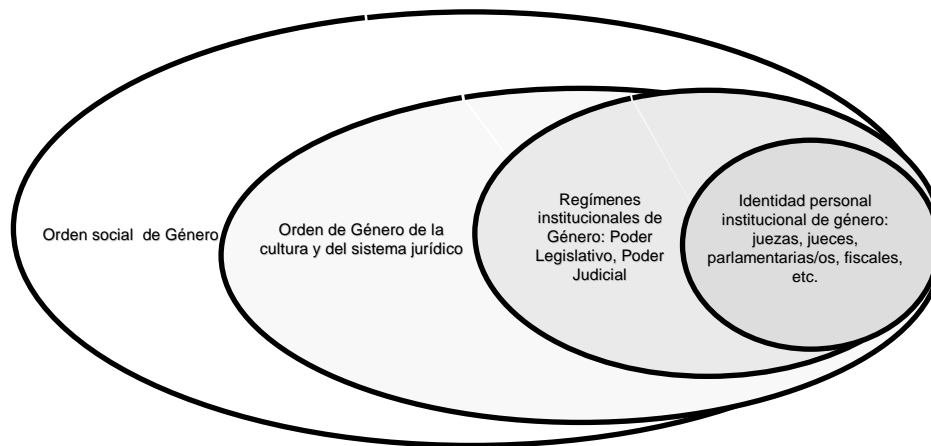 Orden social de Género
Orden de Género de la
cultura y del sistema jurídico
Regímenes
institucionales de
Género: Poder
Legislativo, Poder
Judicial
Identidad personal
institucional de género:
juezas, jueces,
parlamentarias/os, fiscales,
etc.